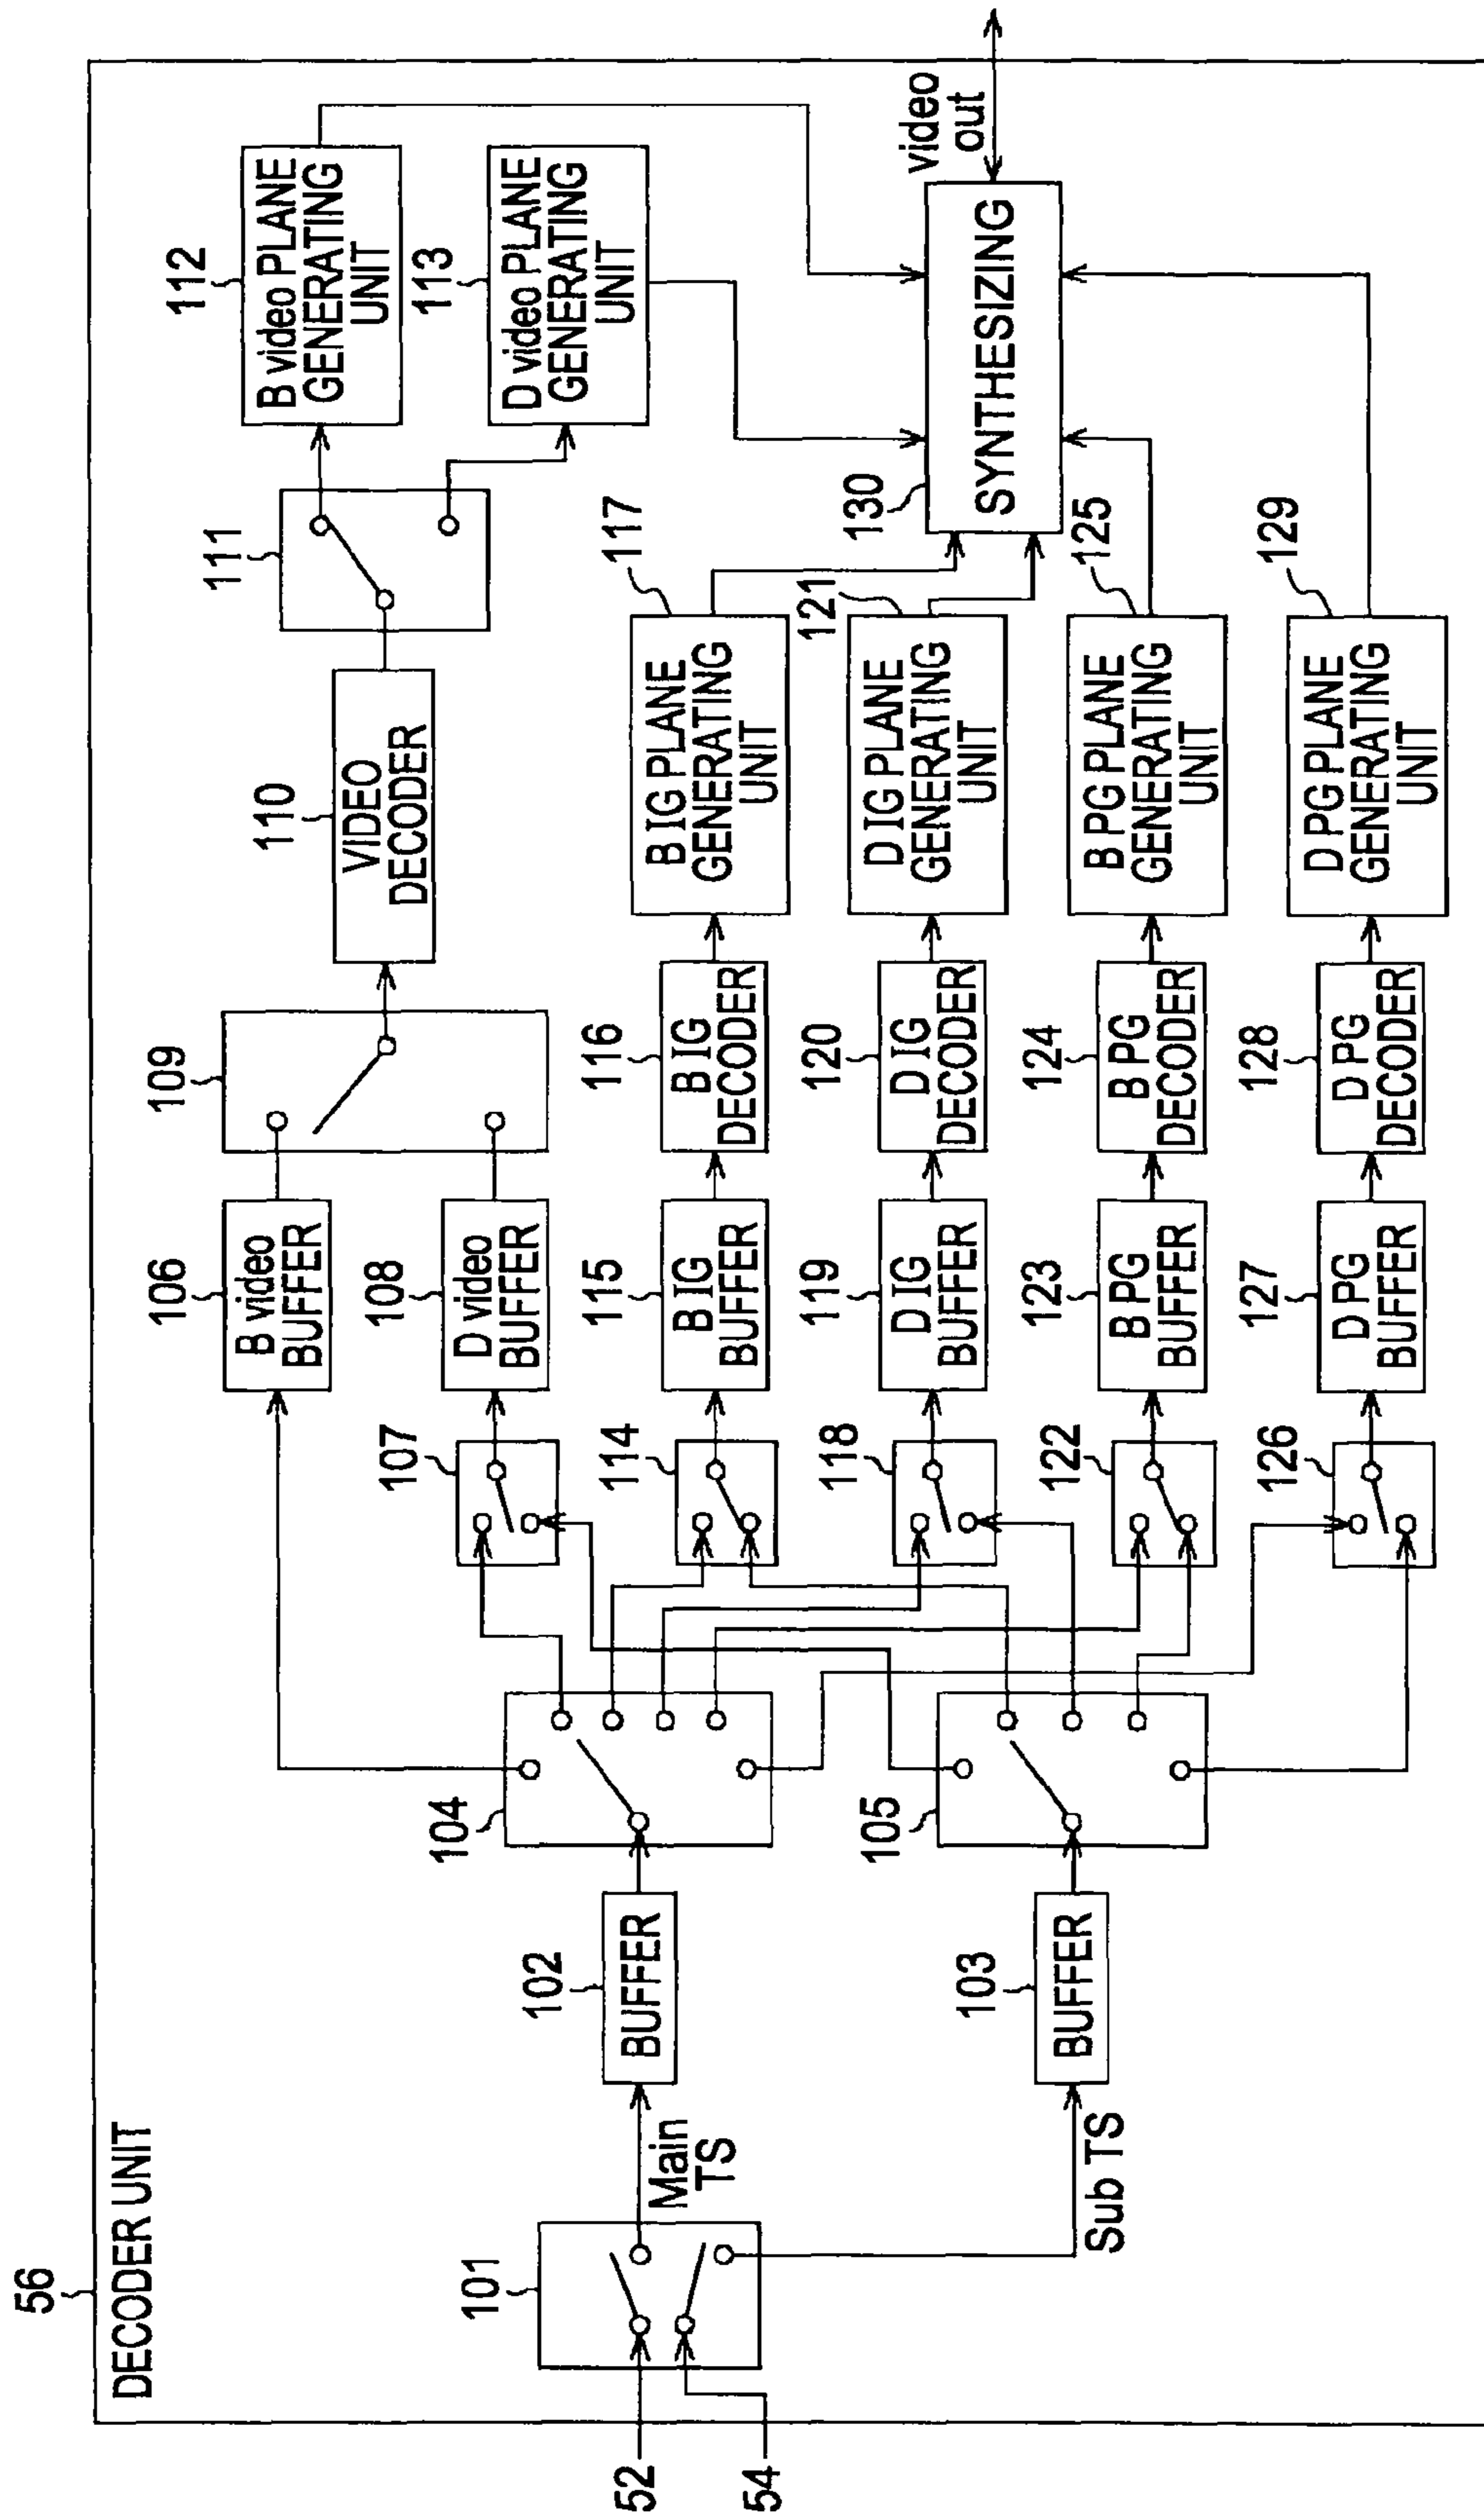 56
DECODER UNIT
52
54
101
Main
TS
Sub TS
102
BUFFER
103
BUFFER
104
105
106
B video
BUFFER
107
108
D video
BUFFER
109
110
VIDEO
DECODER
111
112
B video PLANE
GENERATING
UNIT
113
D video PLANE
GENERATING
UNIT
114
115
B IG
BUFFER
116
B IG
DECODER
117
B IG PLANE
GENERATING
UNIT
118
119
D IG
BUFFER
120
D IG
DECODER
121
D IG PLANE
GENERATING
UNIT
122
123
B PG
BUFFER
124
B PG
DECODER
125
B PG PLANE
GENERATING
UNIT
126
127
D PG
BUFFER
128
D PG
DECODER
129
D PG PLANE
GENERATING
UNIT
130
SYNTHESIZING
video
out